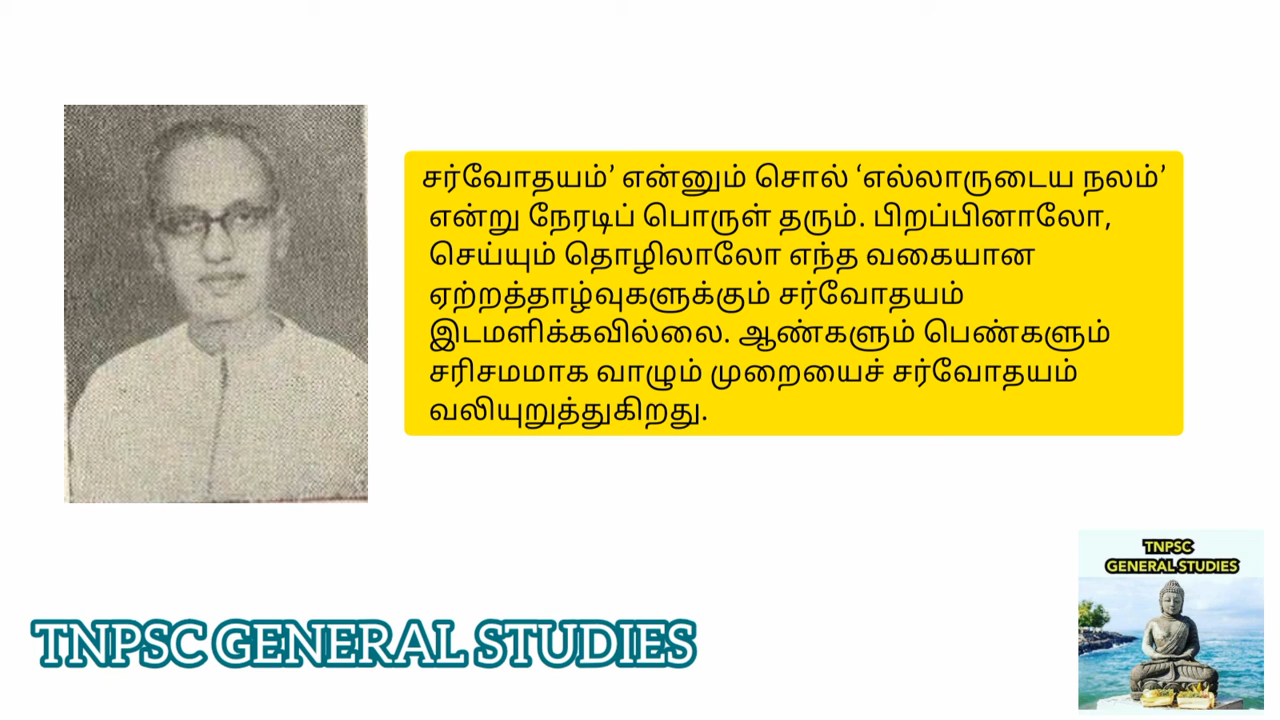 சர்வோதயம்’ என்னும் சொல் ‘எல்லாருடைய நலம்’
என்று நேரடிப் பொருள் தரும். பிறப்பினாலோ,
செய்யும் தொழிலாலோ எந்த வகையான
ஏற்றத்தாழ்வுகளுக்கும் சர்வோதயம்
இடமளிக்கவில்லை. ஆண்களும் பெண்களும்
சரிசமமாக வாழும் முறையைச் சர்வோதயம்
வலியுறுத்துகிறது.
TNPSC
GENERAL STUDIES
TNPSC GENERAL STUDIES